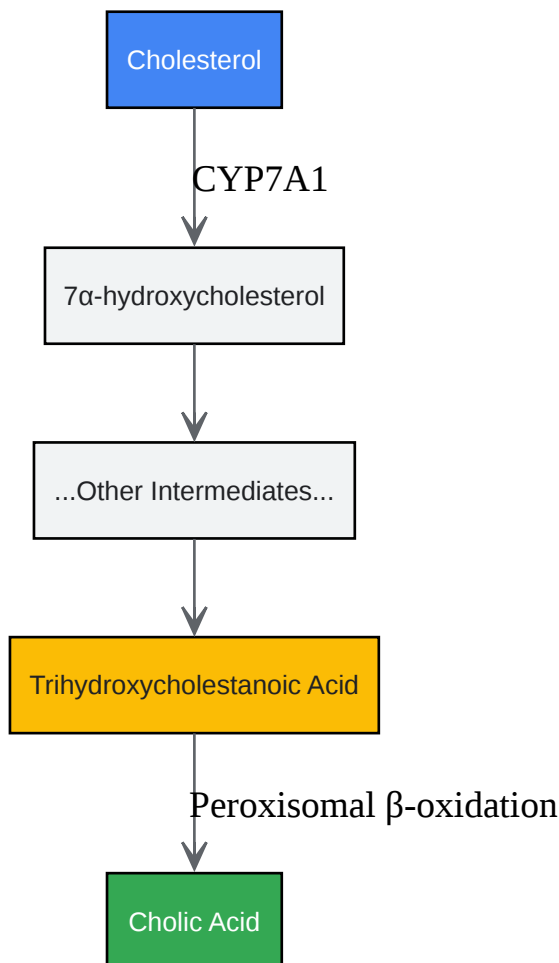 Cholesterol
CYP7A1
7α-hydroxycholesterol
...Other Intermediates...
Trihydroxycholestanoic Acid
Peroxisomal β-oxidation
Cholic Acid